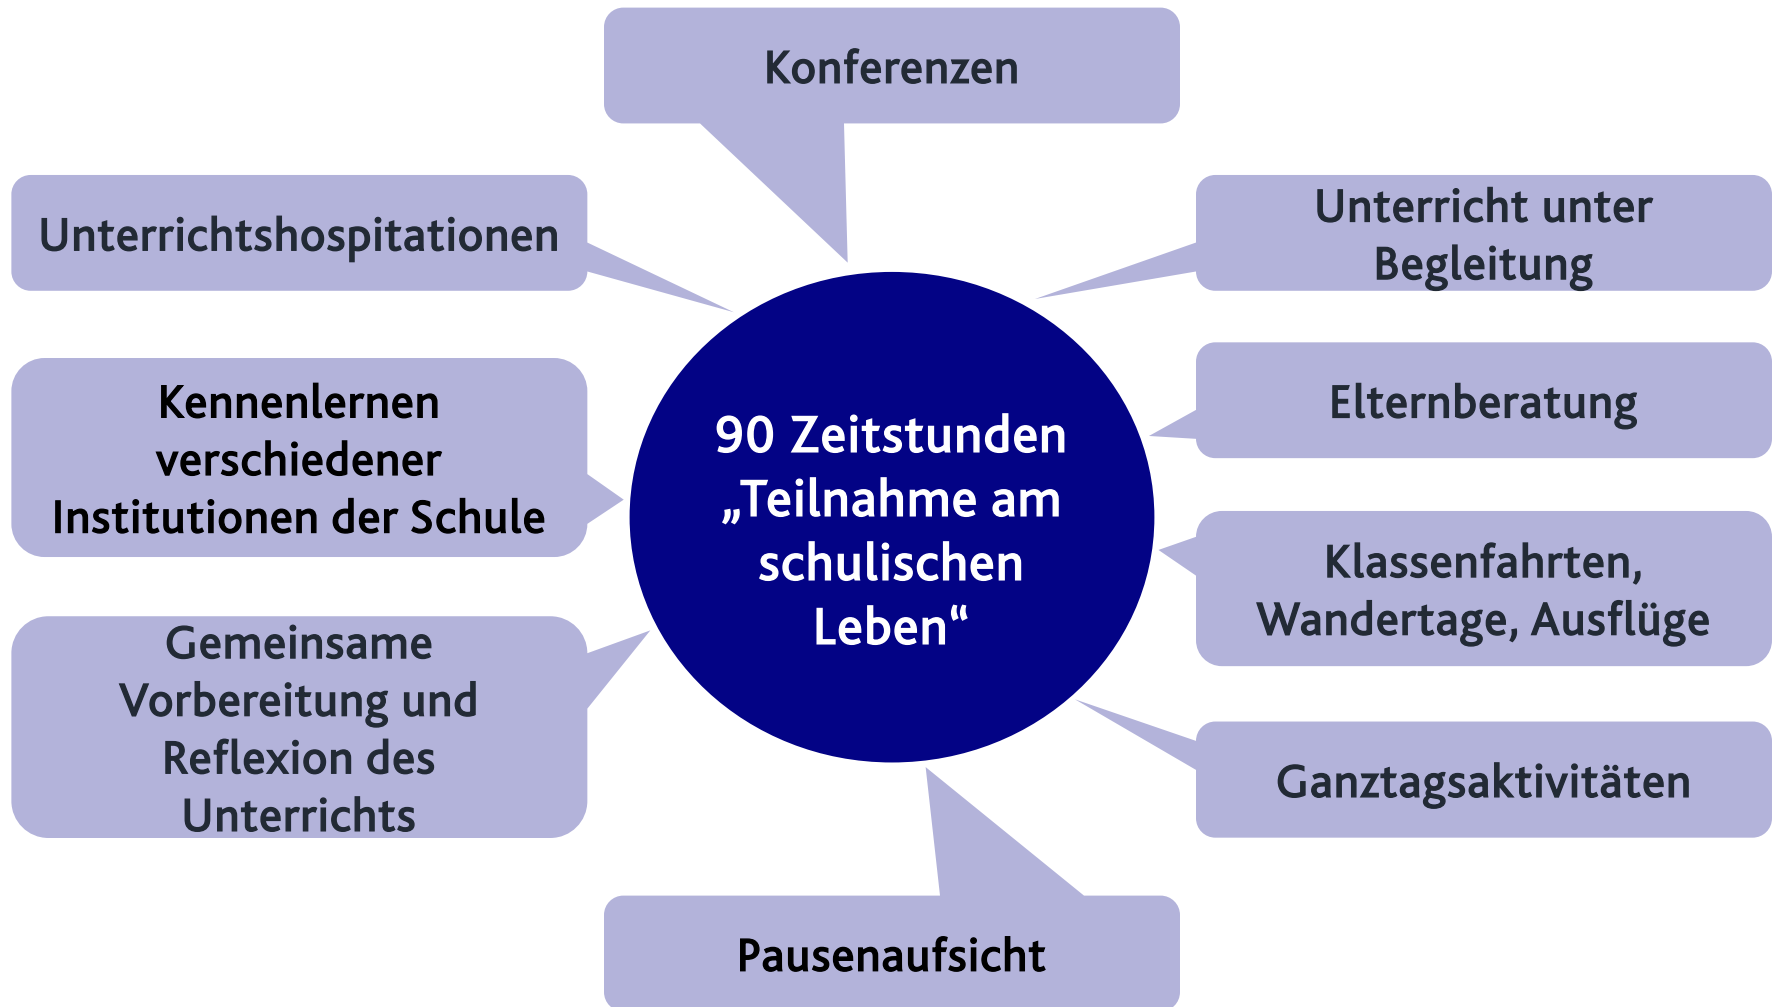 Konferenzen
Unterrichtshospitationen
Unterricht unter
Begleitung
Kennenlernen
verschiedener
Institutionen der Schule
90 Zeitstunden
„Teilnahme am
schulischen
Leben“
Elternberatung
Klassenfahrten,
Wandertage, Ausflüge
Gemeinsame
Vorbereitung und
Reflexion des
Unterrichts
Ganztagsaktivitäten
Pausenaufsicht